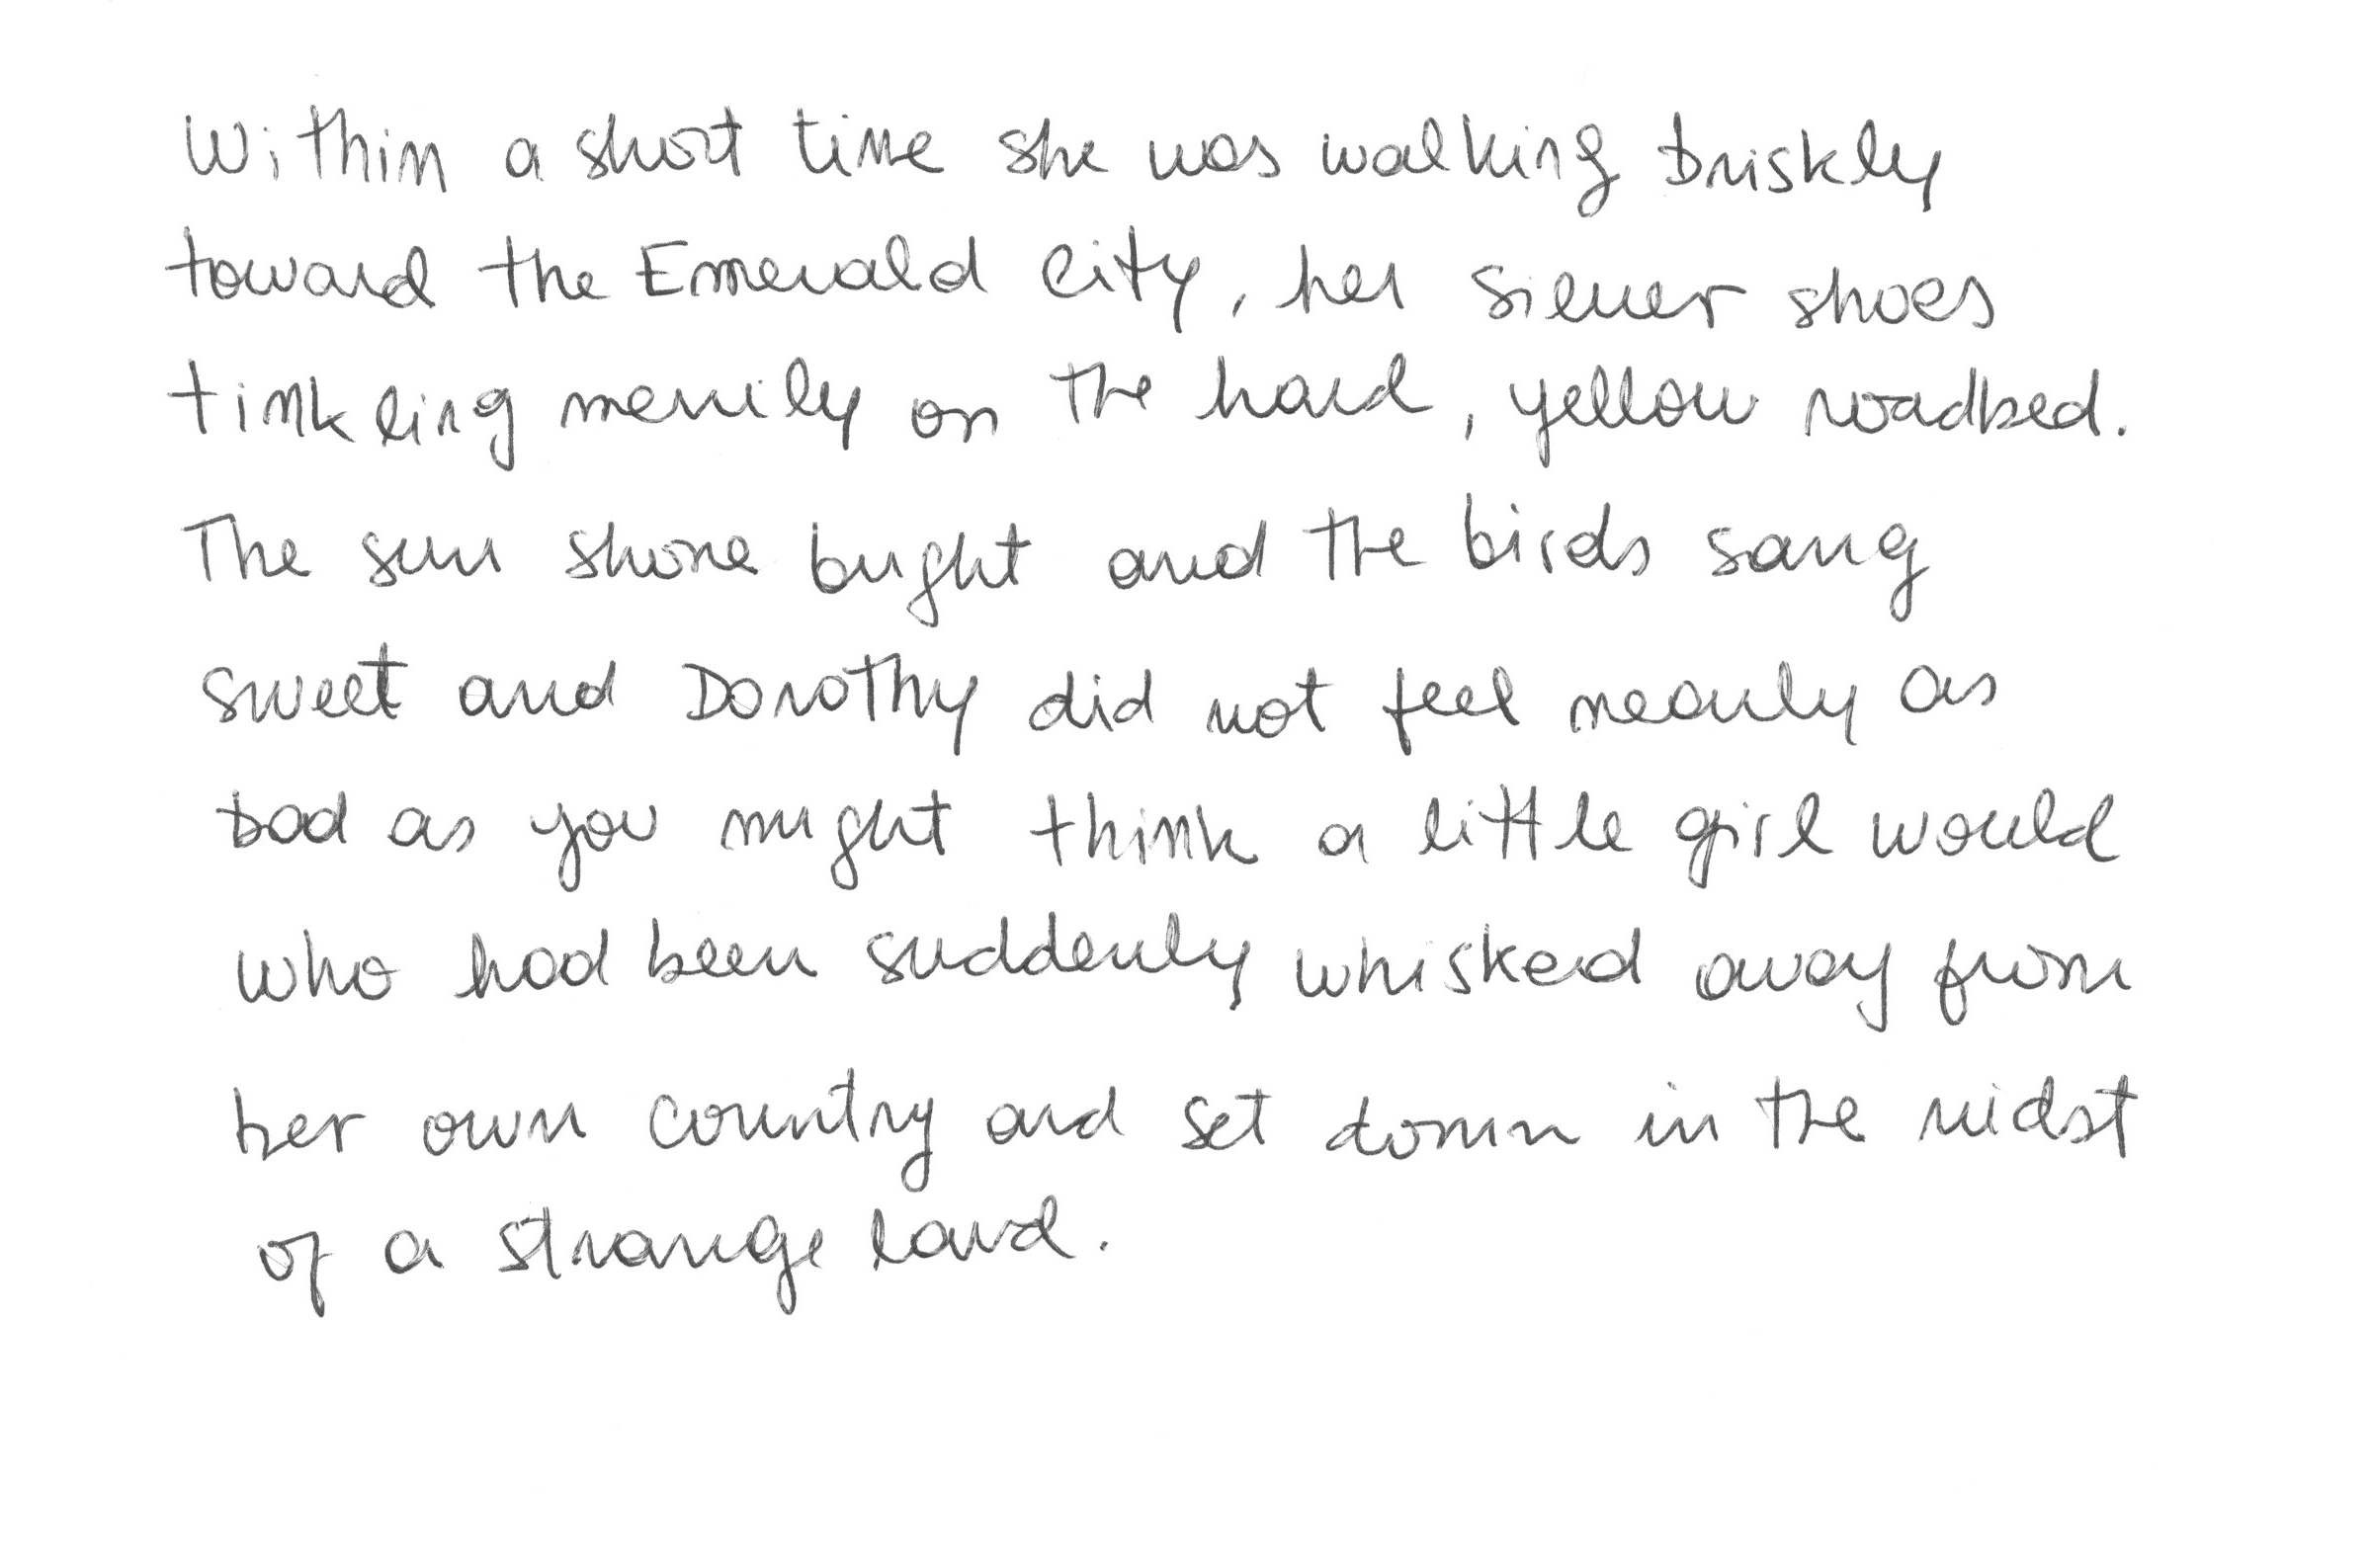 Within a short time she was walking briskly
toward the Emerald City, her silver shoes
tinkling merrily on the hard, yellow roadbed.
The sun shone bright and the birds sang
sweet and Dorothy did not feel nearly as
bad as you might think a little girl would
who had been suddenly whisked away from
her own country and set down in the midst
of a strange land.